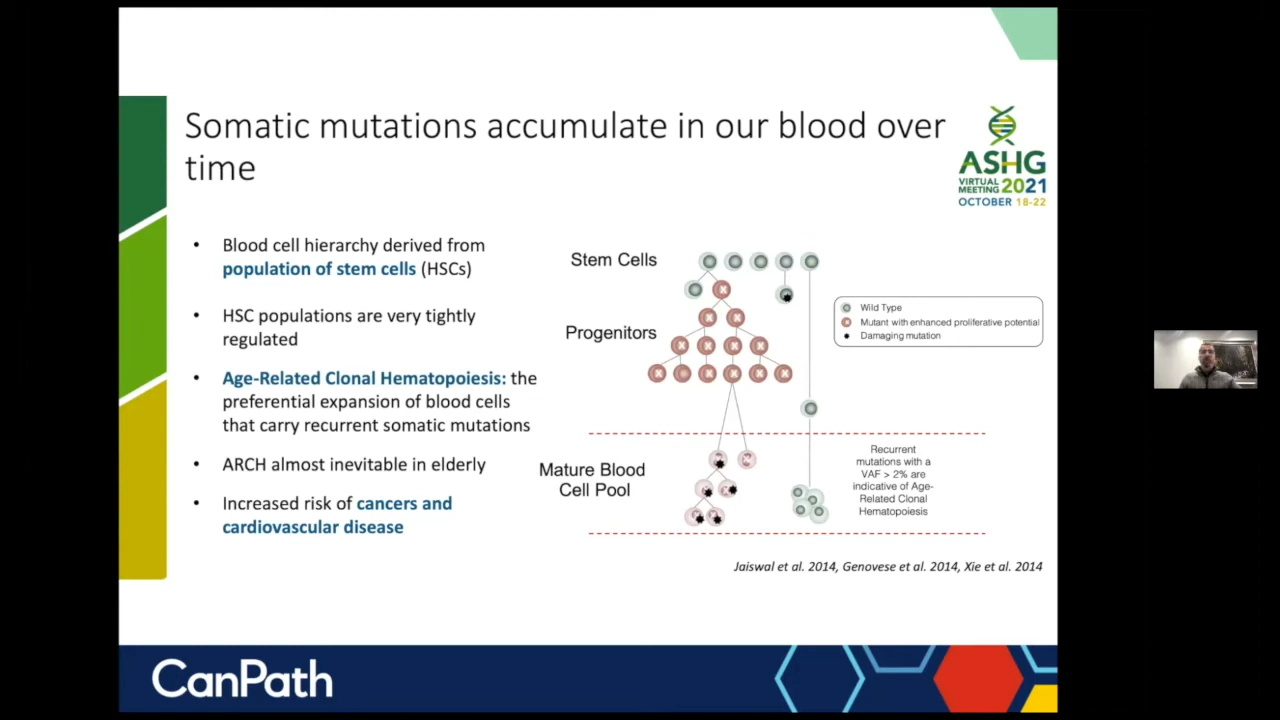 Somatic mutations accumulate in our blood over
time
ASHG
VIRTUAL
MEETING 2021
OCTOBER 18-22
• Blood cell hierarchy derived from
population of stem cells (HSCs)
• HSC populations are very tightly
regulated
• Age-Related Clonal Hematopoiesis: the
preferential expansion of blood cells
that carry recurrent somatic mutations
• ARCH almost inevitable in elderly
• Increased risk of cancers and
cardiovascular disease
Stem Cells
Progenitors
Mature Blood
Cell Pool
Wild Type
Mutant with enhanced proliferative potential
Damaging mutation
Recurrent
mutations with a
VAF > 2% are
indicative of Age-
Related Clonal
Hematopoiesis
Jaiswal et al. 2014, Genovese et al. 2014, Xie et al. 2014
CanPath